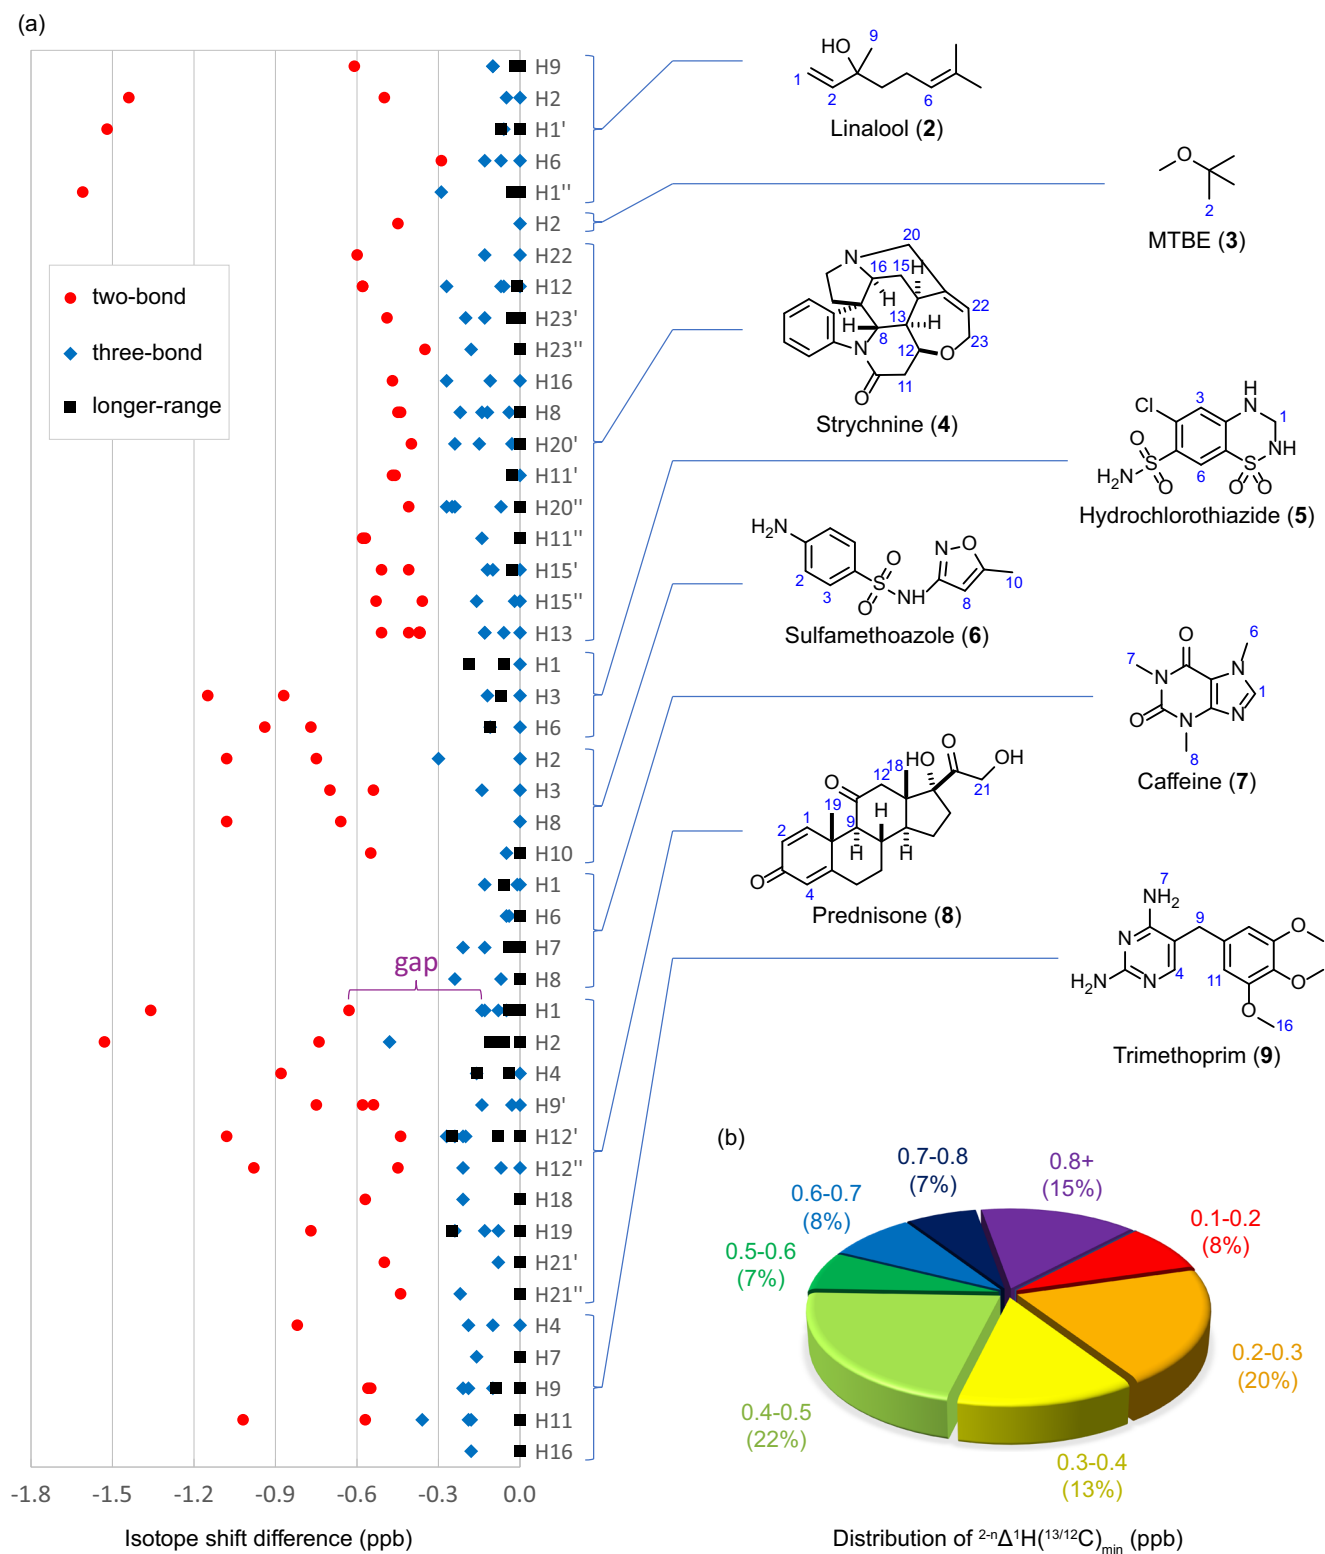 (a)
H9
H2
H1'
H6
H1''
H2
H22
H12
H23'
H23''
H16
H8
H20'
H11'
H20''
H11''
H15'
H15''
H13
H1
H3
H6
H2
H3
H8
H10
H1
H6
H7
H8
H1
H2
H4
H9'
H12'
H12''
H18
H19
H21'
H21''
H4
H7
H9
H11
H16
two-bond
three-bond
longer-range
gap
-1.8 -1.5 -1.2 -0.9 -0.6 -0.3 0.0
Isotope shift difference (ppb)
HO 9
1 2 6
Linalool (2)
O
2
MTBE (3)
20
N H
16 15
H 22
H 13 H
8 12 23
N O
11
O
Strychnine (4)
H
Cl 3 N 1
O
S NH
H2N O 6 S
O O
Hydrochlorothiazide (5)
H2N
2 3
O
S
O NH
N O
8 10
Sulfamethoazole (6)
O 6
7 N N
1
O N N
8
Caffeine (7)
O OH
18 OH
12 21
O
19 H
1 9
2 H H
O 4
Prednisone (8)
7
NH2 9
N O
4
H2N N 11 O
O
16
Trimethoprim (9)
(b)
0.7-0.8
(7%)
0.8+
(15%)
0.6-0.7
(8%)
0.1-0.2
(8%)
0.5-0.6
(7%)
0.2-0.3
(20%)
0.4-0.5
(22%)
0.3-0.4
(13%)
Distribution of ²⁻ⁿΔ¹H(¹³ᐟ¹²C)min (ppb)